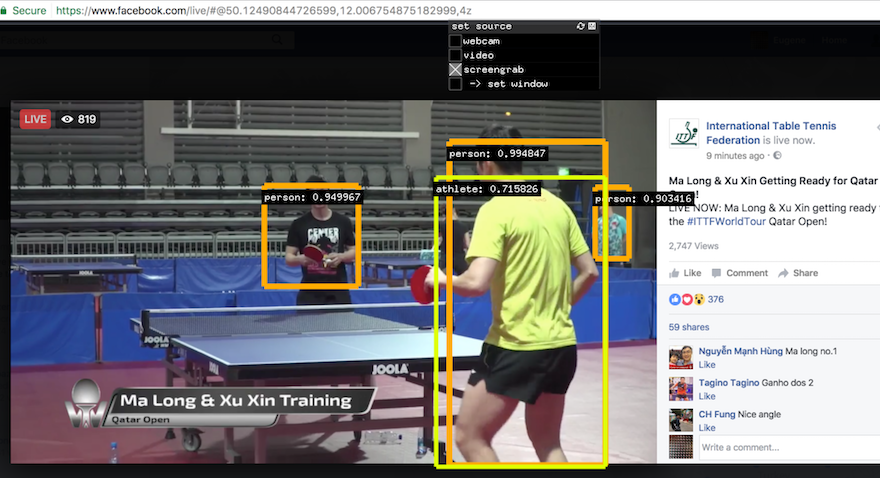 Secure https://www.facebook.com/live/#@50.12490844726599,12.006754875182999,4z
set source
webcam
video
screengrab
-> set window
LIVE 819
person: 0.994847
athlete: 0.715826
person: 0.949967
person: 0.903416
CENTER
JOOLA
JOOLA
Ma Long & Xu Xin Training
Qatar Open
ITTF
International Table Tennis
Federation is live now.
9 minutes ago ·
Ma Long & Xu Xin Getting Ready for Qatar
LIVE NOW: Ma Long & Xu Xin getting ready
the #ITTFWorldTour Qatar Open!
2,747 Views
Like Comment Share
376
59 shares
Nguyễn Mạnh Hùng Ma long no.1
Like
Tagino Tagino Ganho dos 2
Like
CH Fung Nice angle
Like
Write a comment...